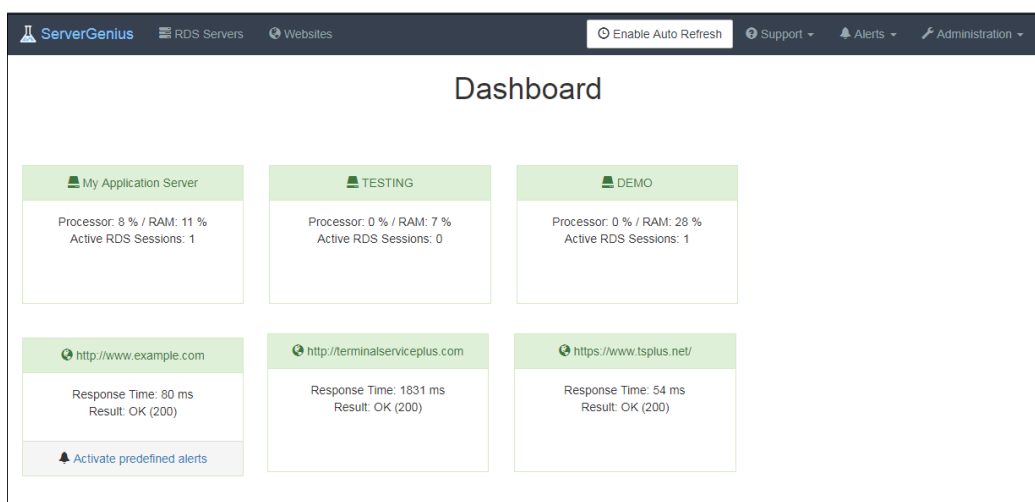 ServerGenius RDS Servers Websites Enable Auto Refresh Support Alerts Administration
Dashboard
My Application Server
Processor: 8 % / RAM: 11 %
Active RDS Sessions: 1
TESTING
Processor: 0 % / RAM: 7 %
Active RDS Sessions: 0
DEMO
Processor: 0 % / RAM: 28 %
Active RDS Sessions: 1
http://www.example.com
Response Time: 80 ms
Result: OK (200)
Activate predefined alerts
http://terminalserviceplus.com
Response Time: 1831 ms
Result: OK (200)
https://www.tsplus.net/
Response Time: 54 ms
Result: OK (200)